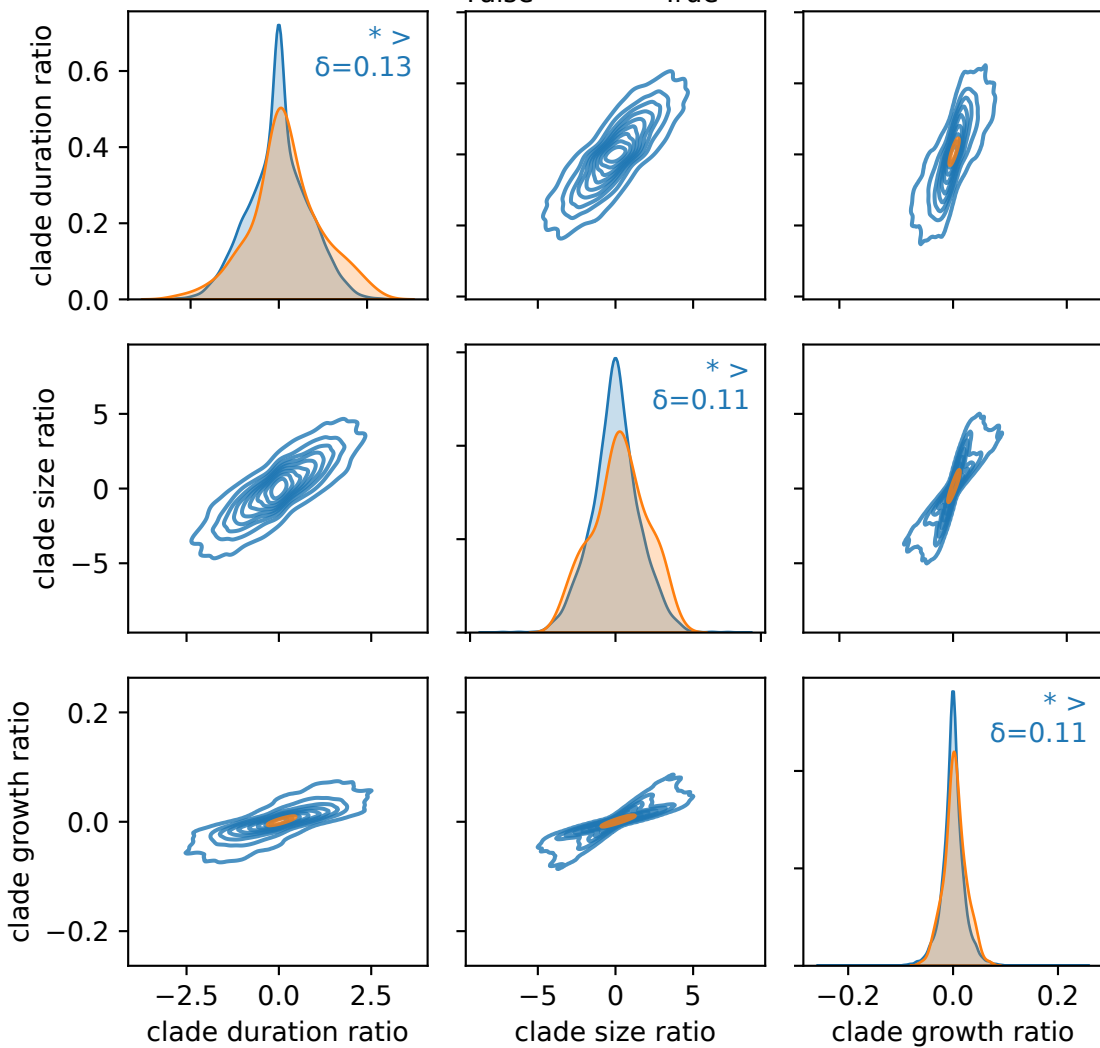 False True
clade duration ratio
0.6
0.4
0.2
0.0
* >
δ=0.13
clade size ratio
5
0
−5
* >
δ=0.11
clade growth ratio
0.2
0.0
−0.2
* >
δ=0.11
−2.5 0.0 2.5
−5 0 5
−0.2 0.0 0.2
clade duration ratio
clade size ratio
clade growth ratio